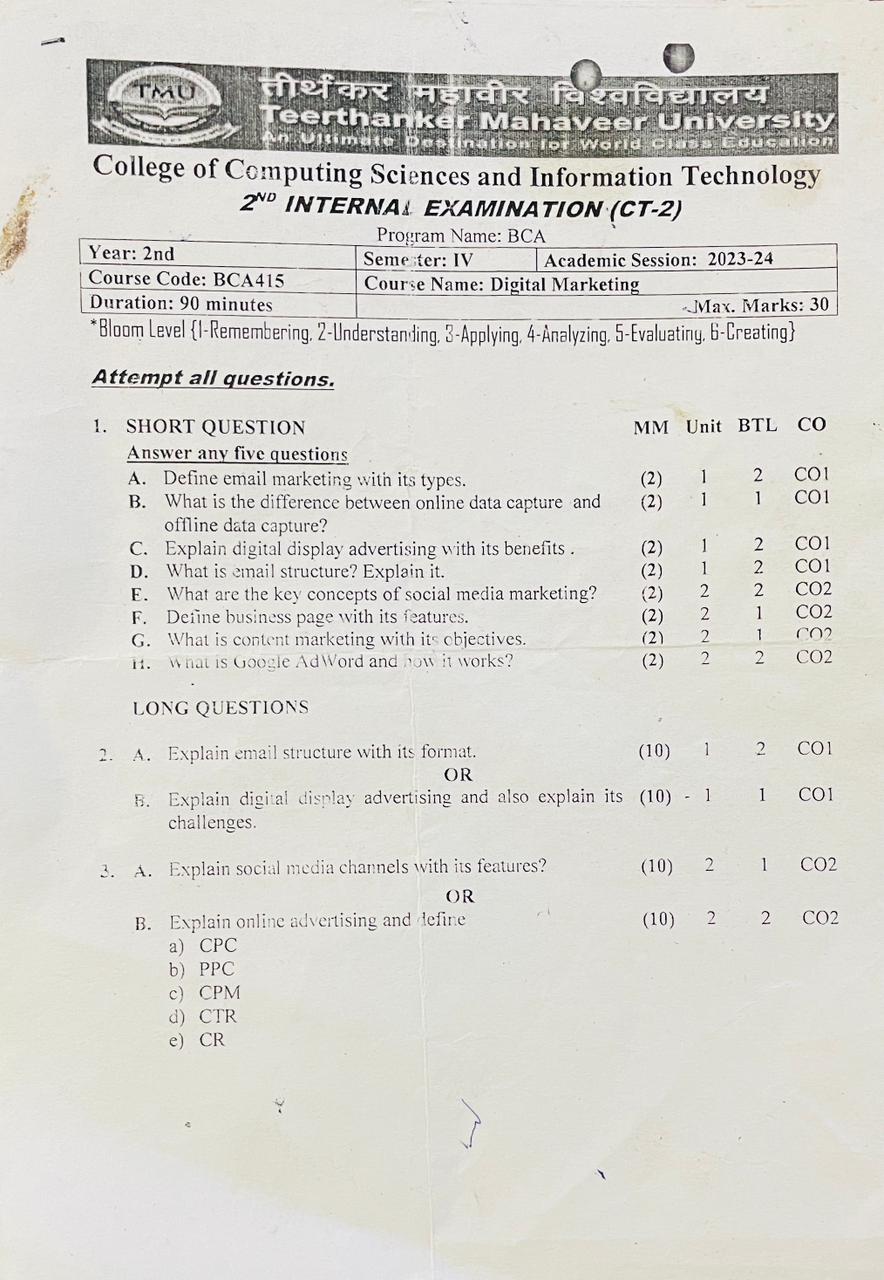 TMU
तीर्थंकर महावीर विश्वविद्यालय
Teerthanker Mahaveer University
An Ultimate Destination for World Class Education
College of Computing Sciences and Information Technology
2ND INTERNAL EXAMINATION (CT-2)
Program Name: BCA
Year: 2nd Semester: IV Academic Session: 2023-24
Course Code: BCA415 Course Name: Digital Marketing
Duration: 90 minutes Max. Marks: 30
*Bloom Level {1-Remembering, 2-Understanding, 3-Applying, 4-Analyzing, 5-Evaluating, 6-Creating}
Attempt all questions.
1. SHORT QUESTION MM Unit BTL CO
Answer any five questions
A. Define email marketing with its types. (2) 1 2 CO1
B. What is the difference between online data capture and (2) 1 1 CO1
offline data capture?
C. Explain digital display advertising with its benefits . (2) 1 2 CO1
D. What is email structure? Explain it. (2) 1 2 CO1
E. What are the key concepts of social media marketing? (2) 2 2 CO2
F. Define business page with its features. (2) 2 1 CO2
G. What is content marketing with its objectives. (2) 2 1 CO2
H. What is Google AdWord and how it works? (2) 2 2 CO2
LONG QUESTIONS
2. A. Explain email structure with its format. (10) 1 2 CO1
OR
B. Explain digital display advertising and also explain its (10) - 1 1 CO1
challenges.
3. A. Explain social media channels with its features? (10) 2 1 CO2
OR
B. Explain online advertising and define (10) 2 2 CO2
a) CPC
b) PPC
c) CPM
d) CTR
e) CR